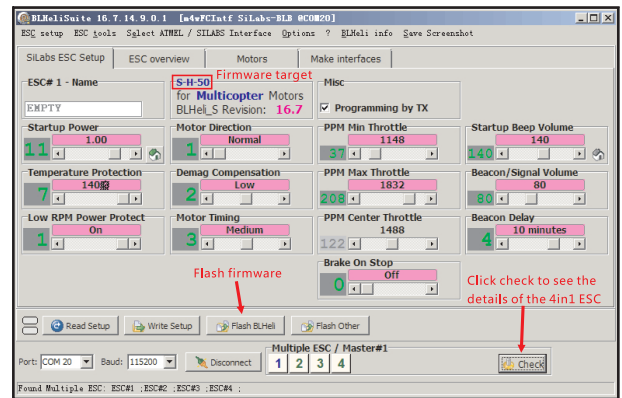 BLHeliSuite 16.7.14.9.0.1 [m4wFCIntf SiLabs-BLB @COM20]
ESC setup ESC tools Select ATMEL / SILABS Interface Options ? BLHeli info Save Screenshot
SiLabs ESC Setup ESC overview Motors Make interfaces
ESC# 1 - Name
EMPTY
S-H-50 Firmware target
for Multicopter Motors
BLHeli_S Revision: 16.7
Misc
Programming by TX
Startup Power
1.00
11
Motor Direction
Normal
1
PPM Min Throttle
1148
37
Startup Beep Volume
140
140
Temperature Protection
140癈
7
Demag Compensation
Low
2
PPM Max Throttle
1832
208
Beacon/Signal Volume
80
80
Low RPM Power Protect
On
1
Motor Timing
Medium
3
PPM Center Throttle
1488
122
Beacon Delay
10 minutes
4
Brake On Stop
Off
0
Flash firmware
Click check to see the
details of the 4in1 ESC
Read Setup Write Setup Flash BLHeli Flash Other
Port: COM 20 Baud: 115200 Disconnect
Multiple ESC / Master#1
1 2 3 4
Check
Found Multiple ESC: ESC#1 ;ESC#2 ;ESC#3 ;ESC#4 ;